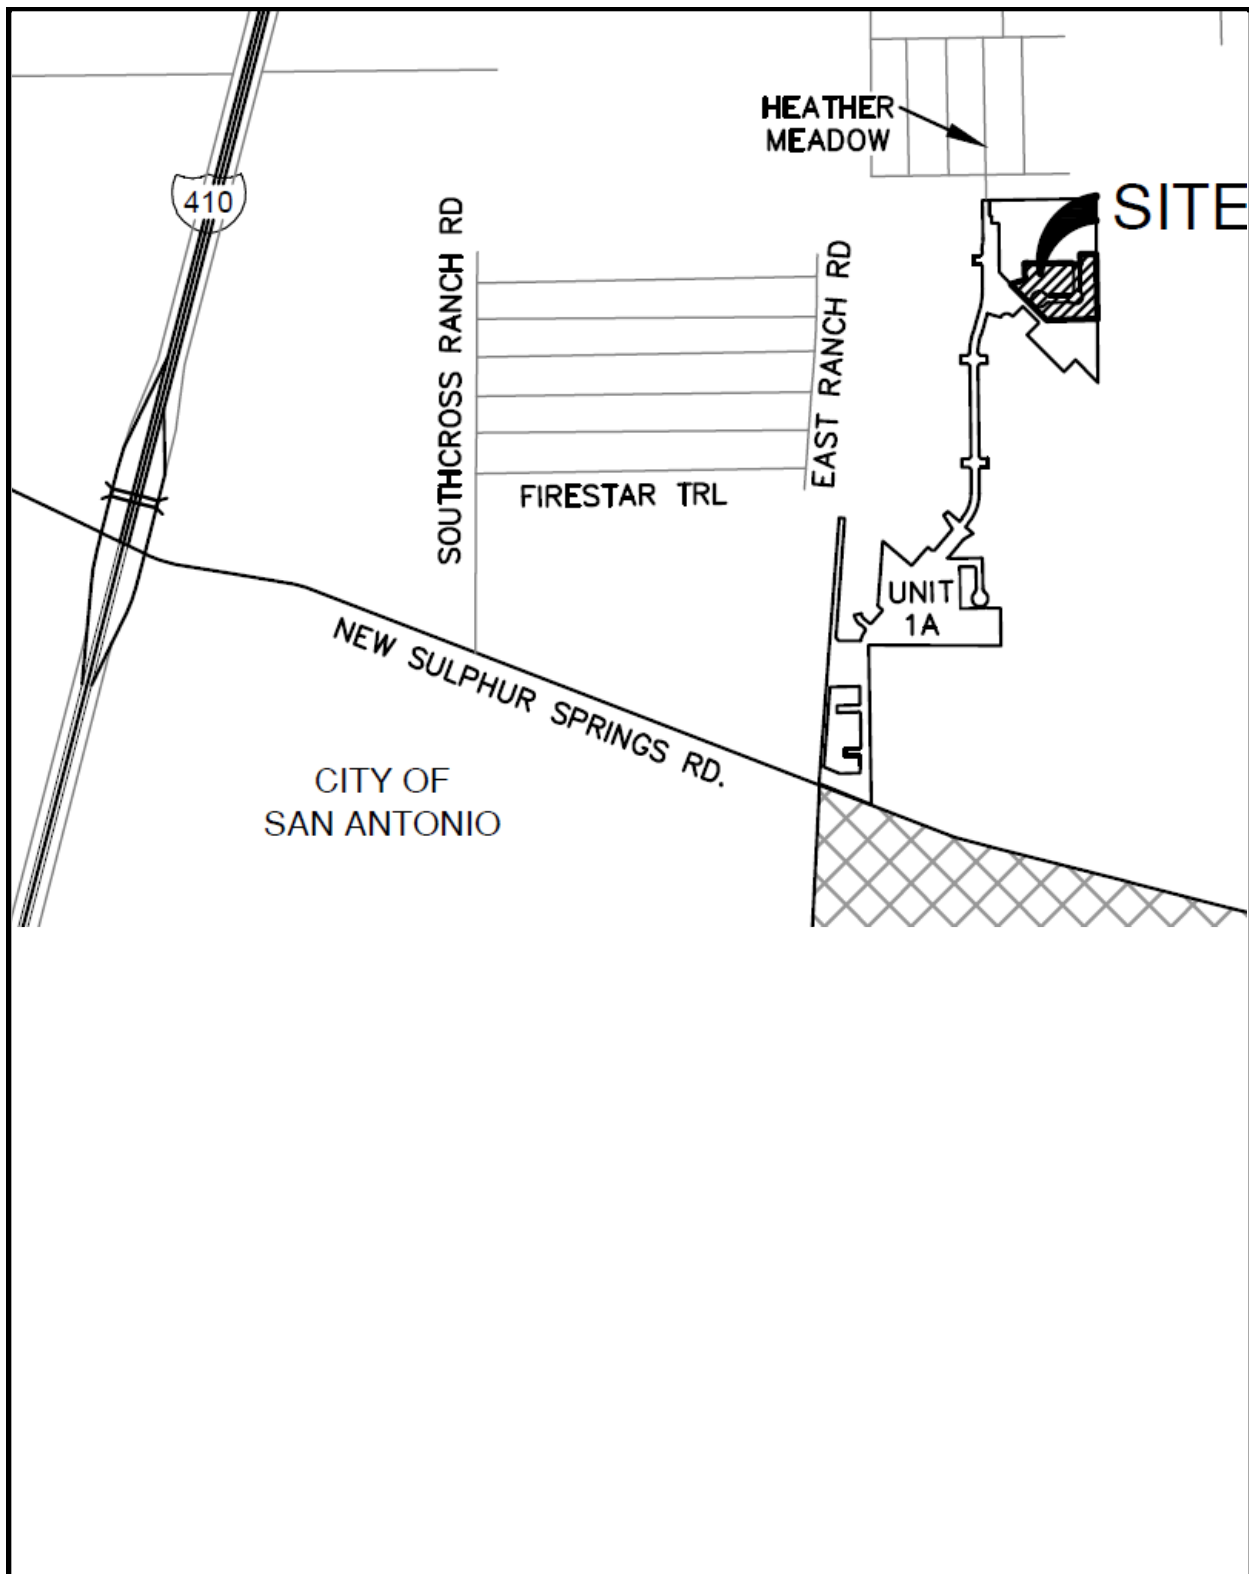 HEATHER
MEADOW
SITE
410
SOUTHCROSS RANCH RD
EAST RANCH RD
FIRESTAR TRL
UNIT
1A
NEW SULPHUR SPRINGS RD.
CITY OF
SAN ANTONIO